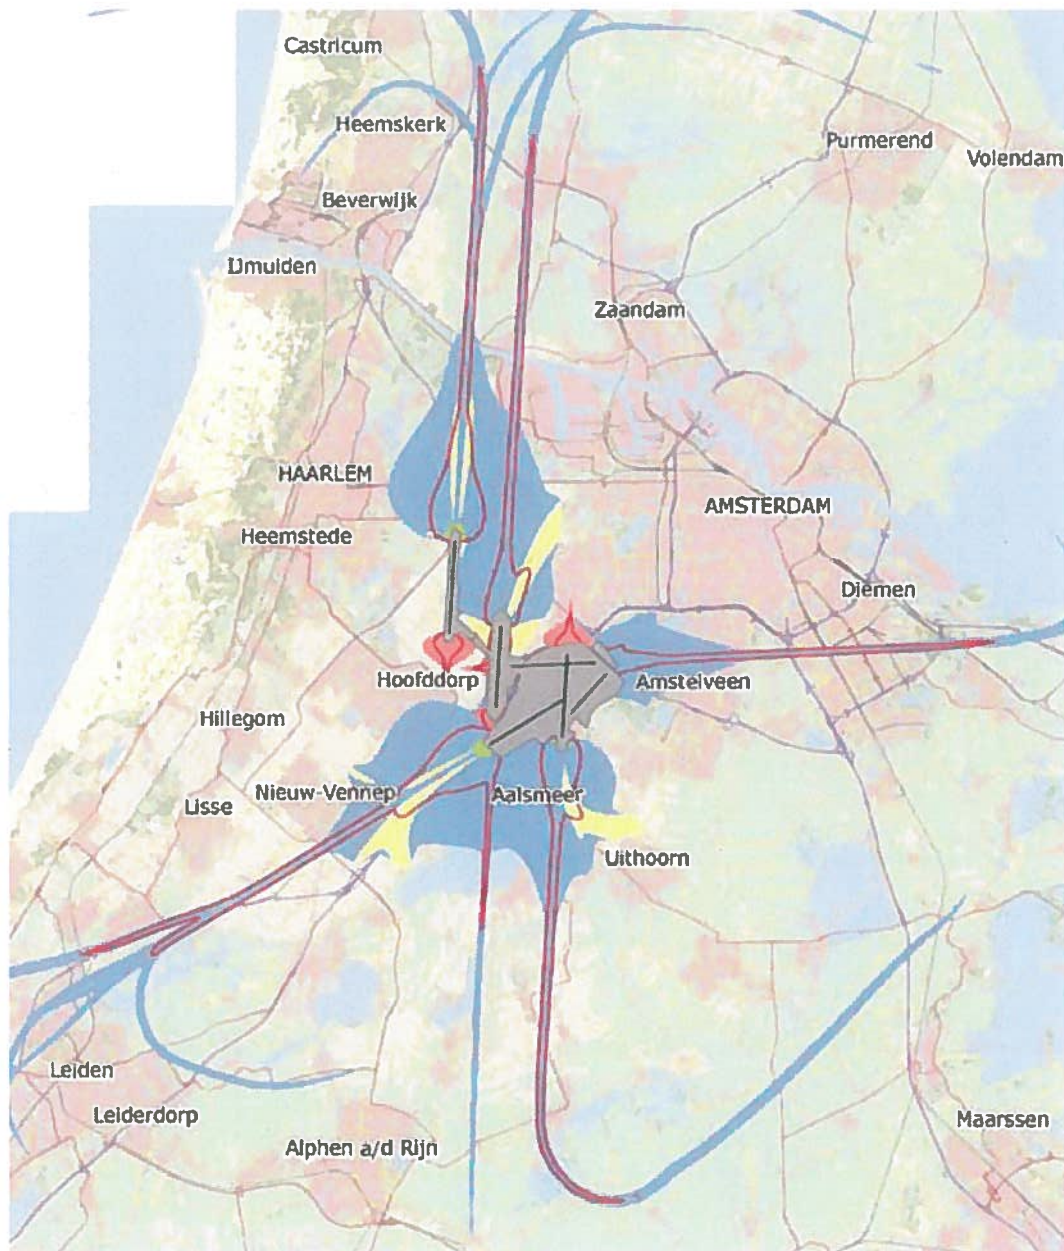 Castricum
Heemskerk
Purmerend
Volendam
Beverwijk
IJmuiden
Zaandam
HAARLEM
AMSTERDAM
Heemstede
Diemen
Hoofddorp
Amstelveen
Hillegom
Nieuw-Vennep
Aalsmeer
Lisse
Uithoorn
Leiden
Leiderdorp
Maarssen
Alphen a/d Rijn